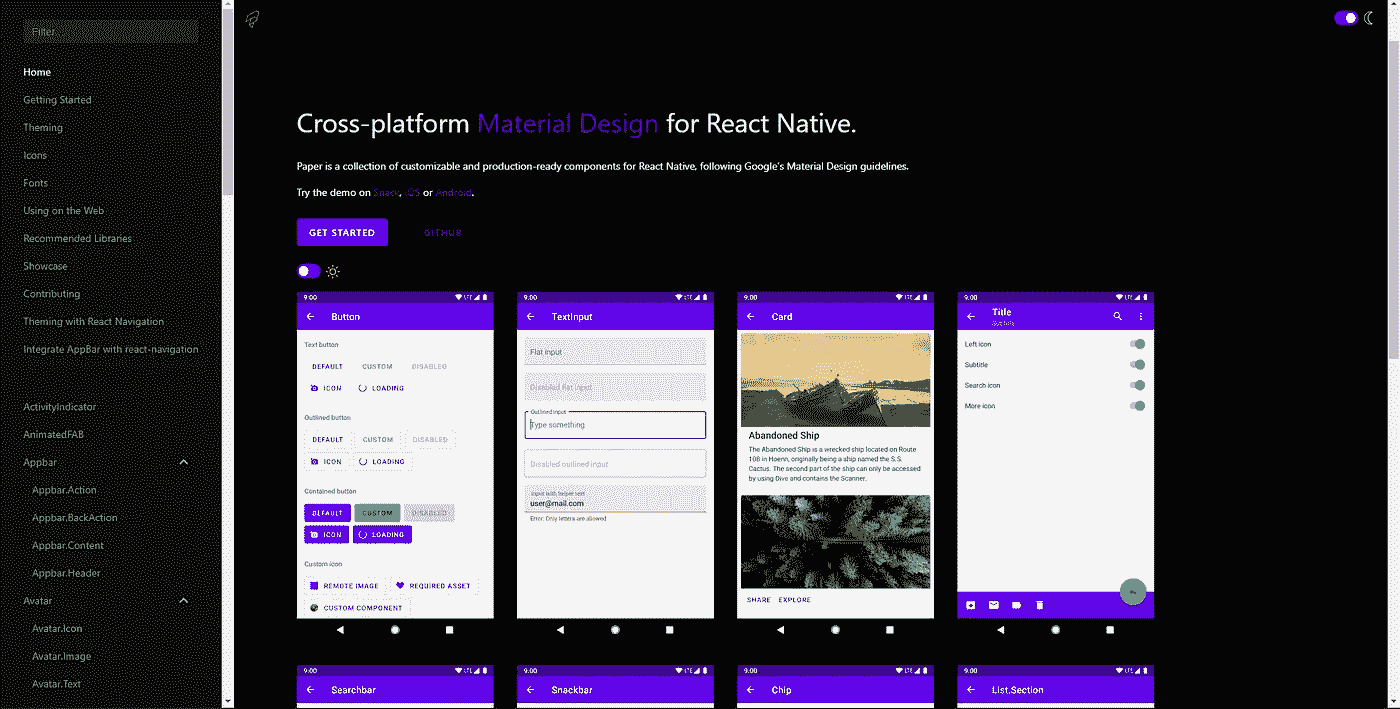 Filter
Home
Getting Started
Theming
Icons
Fonts
Using on the Web
Recommended Libraries
Showcase
Contributing
Theming with React Navigation
Integrate AppBar with react-navigation
ActivityIndicator
AnimatedFAB
Appbar
Appbar.Action
Appbar.BackAction
Appbar.Content
Appbar.Header
Avatar
Avatar.Icon
Avatar.Image
Avatar.Text
Cross-platform Material Design for React Native.
Paper is a collection of customizable and production-ready components for React Native, following Google's Material Design guidelines.
Try the demo on Snack, iOS or Android.
GET STARTED
GITHUB
9:00 LTE
Button
Text button
DEFAULT CUSTOM DISABLED
ICON LOADING
Outlined button
DEFAULT CUSTOM DISABLED
ICON LOADING
Contained button
DEFAULT CUSTOM DISABLED
ICON LOADING
Custom icon
REMOTE IMAGE REQUIRED ASSET
CUSTOM COMPONENT
9:00 LTE
TextInput
Flat input
Disabled flat input
Outlined input
Type something
Disabled outlined input
Input with helper text
user@mail.com
Error: Only letters are allowed
9:00 LTE
Card
Abandoned Ship
The Abandoned Ship is a wrecked ship located on Route
108 in Hoenn, originally being a ship named the S.S.
Cactus. The second part of the ship can only be accessed
by using Dive and contains the Scanner.
SHARE EXPLORE
9:00 LTE
Title
Subtitle
Left icon
Subtitle
Search icon
More icon
9:00 LTE
Searchbar
9:00 LTE
Snackbar
9:00 LTE
Chip
9:00 LTE
List.Section